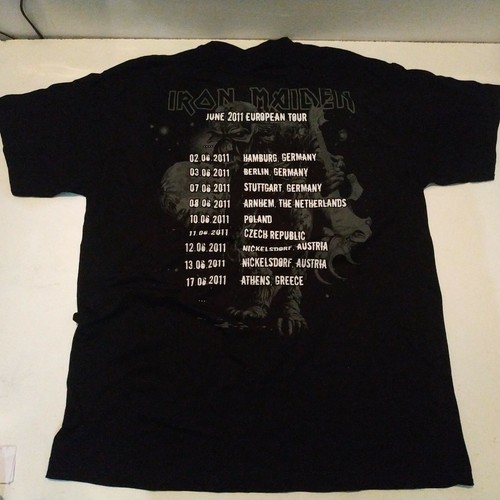 IRON MAIDEN
JUNE 2011 EUROPEAN TOUR
02.06.2011 HAMBURG, GERMANY
03.06.2011 BERLIN, GERMANY
07.06.2011 STUTTGART, GERMANY
08.06.2011 ARNHEM, THE NETHERLANDS
10.06.2011 POLAND
11.06.2011 CZECH REPUBLIC
12.06.2011 NICKELSDORF, AUSTRIA
13.06.2011 NICKELSDORF, AUSTRIA
17.06.2011 ATHENS, GREECE
...